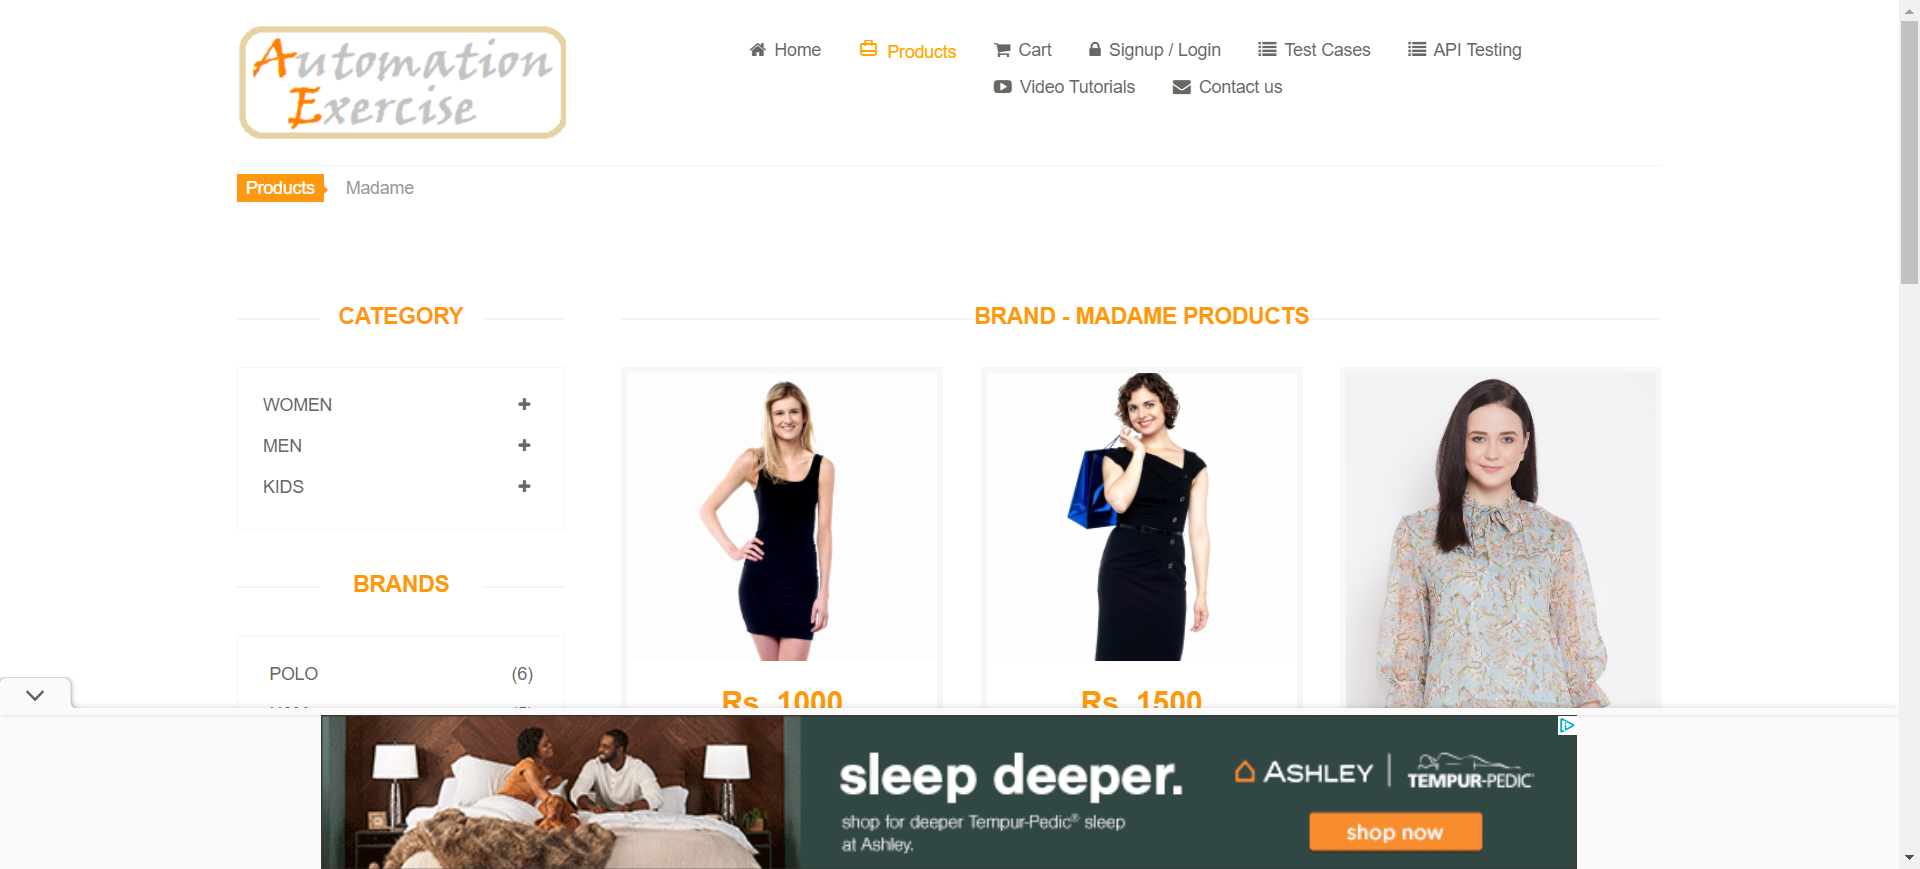 Automation
Exercise
Home
Products
Cart
Signup / Login
Test Cases
API Testing
Video Tutorials
Contact us
Products
Madame
CATEGORY
WOMEN
MEN
KIDS
BRANDS
POLO (6)
BRAND - MADAME PRODUCTS
Rs. 1000
Rs. 1500
sleep deeper.
shop for deeper Tempur-Pedic® sleep
at Ashley.
ASHLEY
TEMPUR-PEDIC
shop now